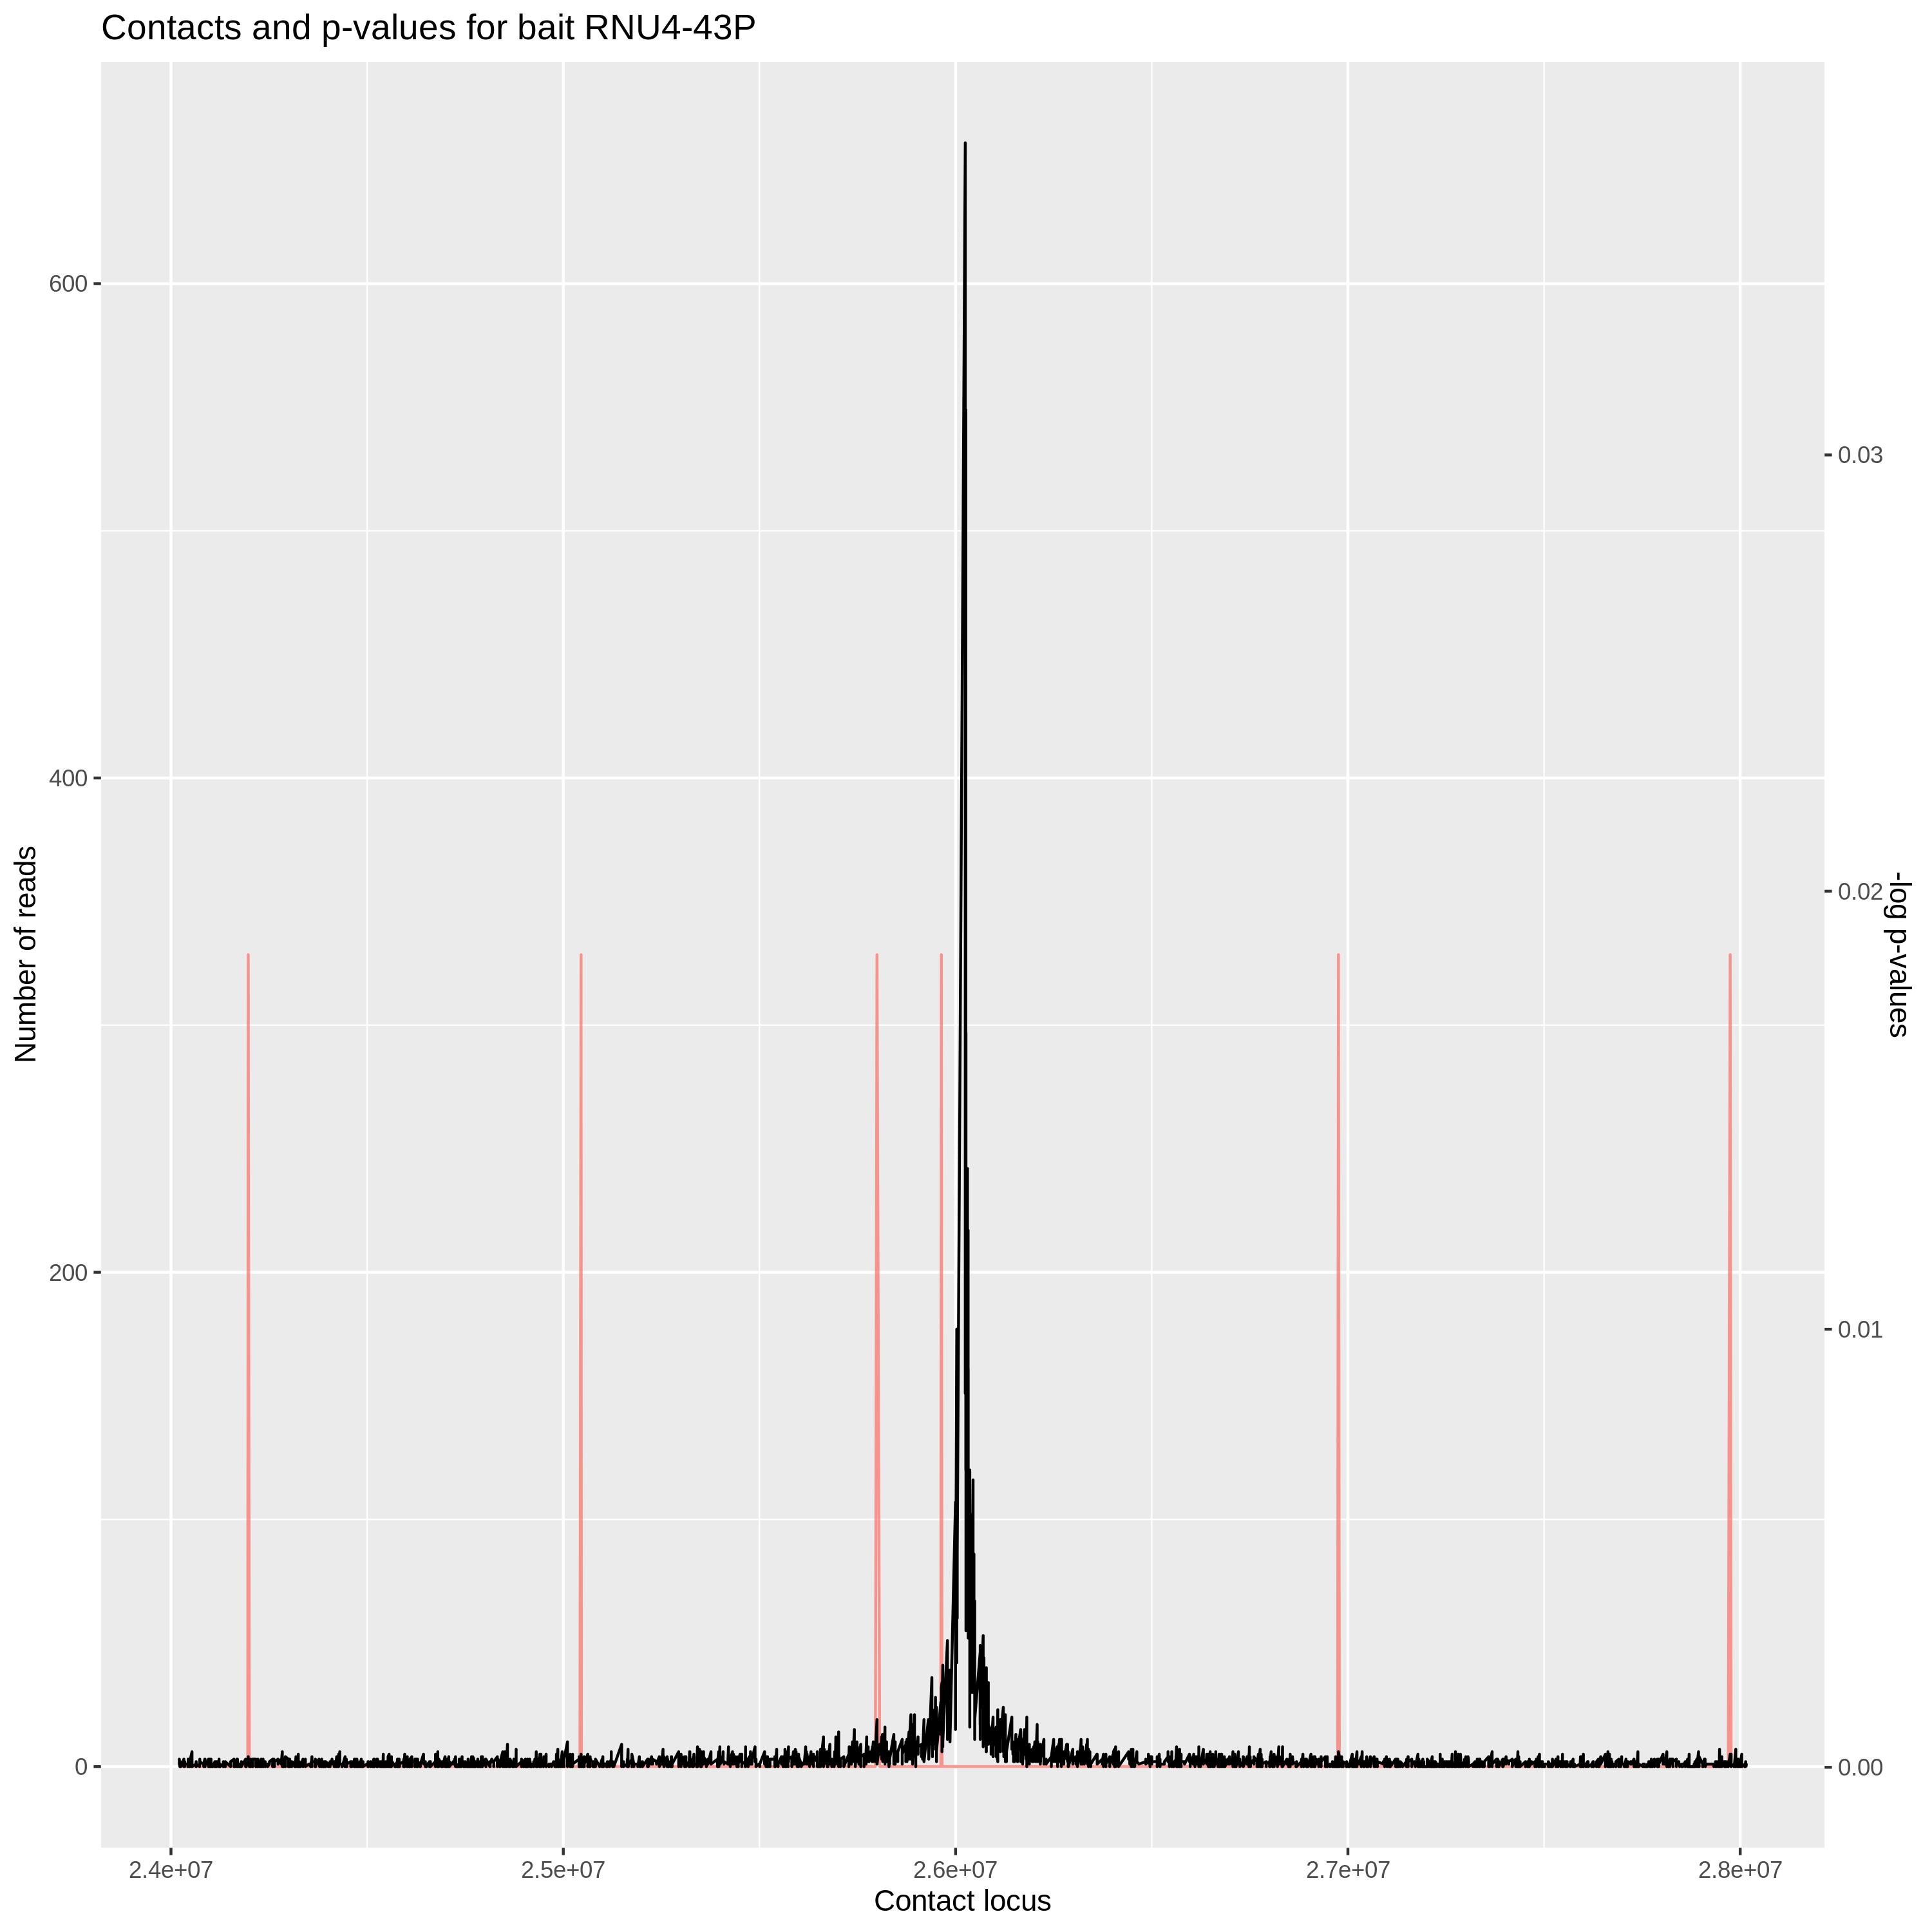 Contacts and p-values for bait RNU4-43P
600
400
200
0
Number of reads
0.03
0.02
0.01
0.00
-log p-values
2.4e+07 2.5e+07 2.6e+07 2.7e+07 2.8e+07
Contact locus